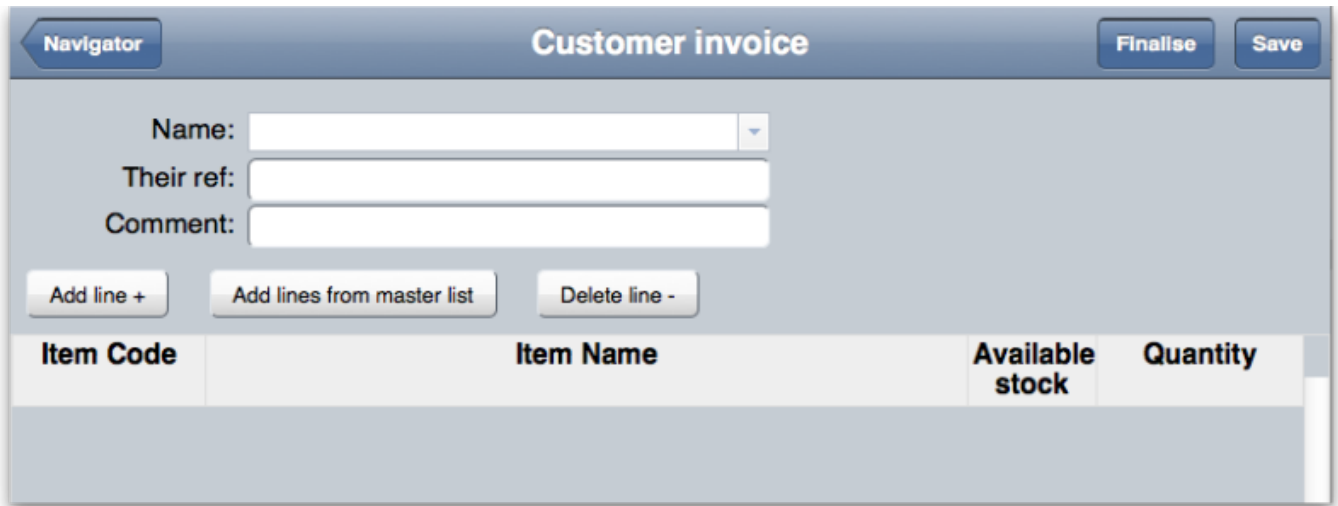 Navigator Customer invoice Finalise Save
Name:
Their ref:
Comment:
Add line + Add lines from master list Delete line -
Item Code Item Name Available stock Quantity